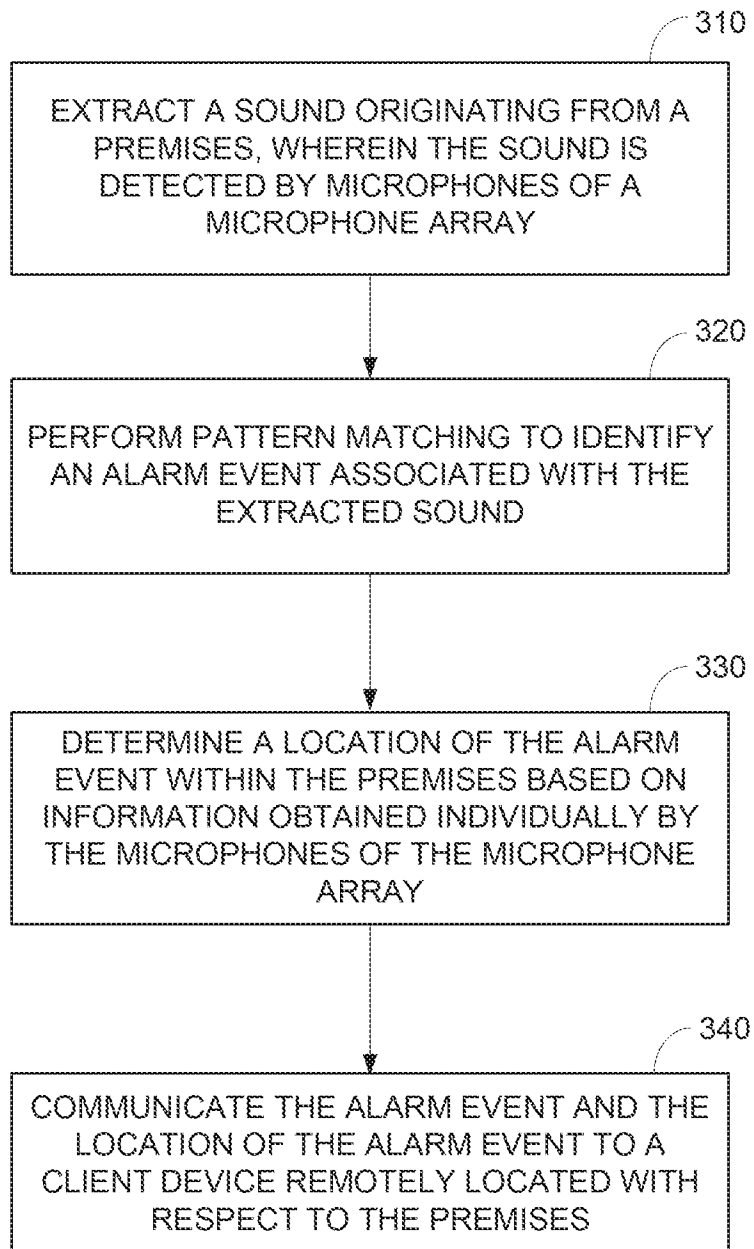 310
EXTRACT A SOUND ORIGINATING FROM A
PREMISES, WHEREIN THE SOUND IS
DETECTED BY MICROPHONES OF A
MICROPHONE ARRAY
320
PERFORM PATTERN MATCHING TO IDENTIFY
AN ALARM EVENT ASSOCIATED WITH THE
EXTRACTED SOUND
330
DETERMINE A LOCATION OF THE ALARM
EVENT WITHIN THE PREMISES BASED ON
INFORMATION OBTAINED INDIVIDUALLY BY
THE MICROPHONES OF THE MICROPHONE
ARRAY
340
COMMUNICATE THE ALARM EVENT AND THE
LOCATION OF THE ALARM EVENT TO A
CLIENT DEVICE REMOTELY LOCATED WITH
RESPECT TO THE PREMISES